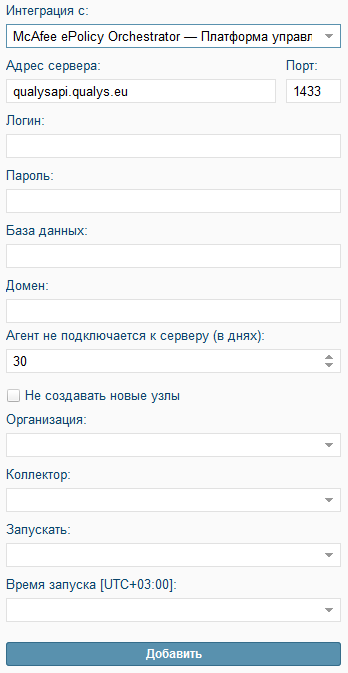 Интеграция с:
McAfee ePolicy Orchestrator — Платформа управл
Адрес сервера: Порт:
qualysapi.qualys.eu 1433
Логин:
Пароль:
База данных:
Домен:
Агент не подключается к серверу (в днях):
30
Не создавать новые узлы
Организация:
Коллектор:
Запускать:
Время запуска [UTC+03:00]:
Добавить